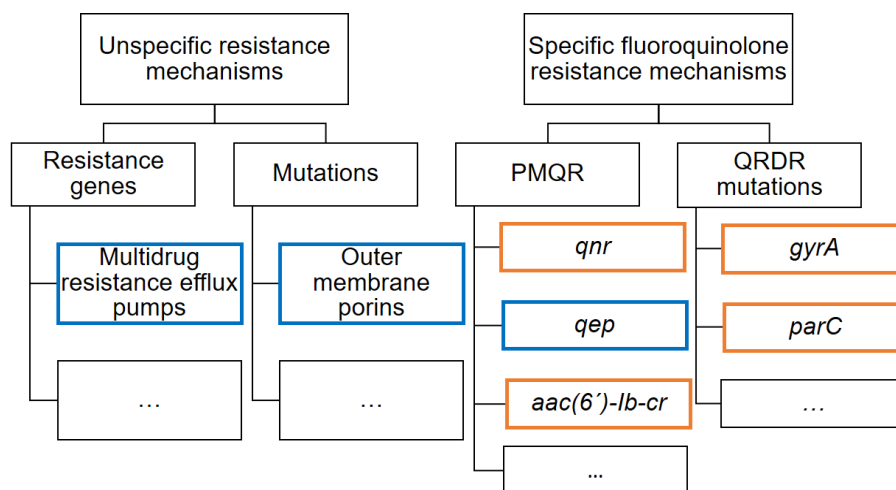 Unspecific resistance
mechanisms
Specific fluoroquinolone
resistance mechanisms
Resistance
genes
Mutations
PMQR
QRDR
mutations
Multidrug
resistance efflux
pumps
Outer
membrane
porins
qnr
gyrA
qep
parC
…
…
aac(6´)-Ib-cr
…
...